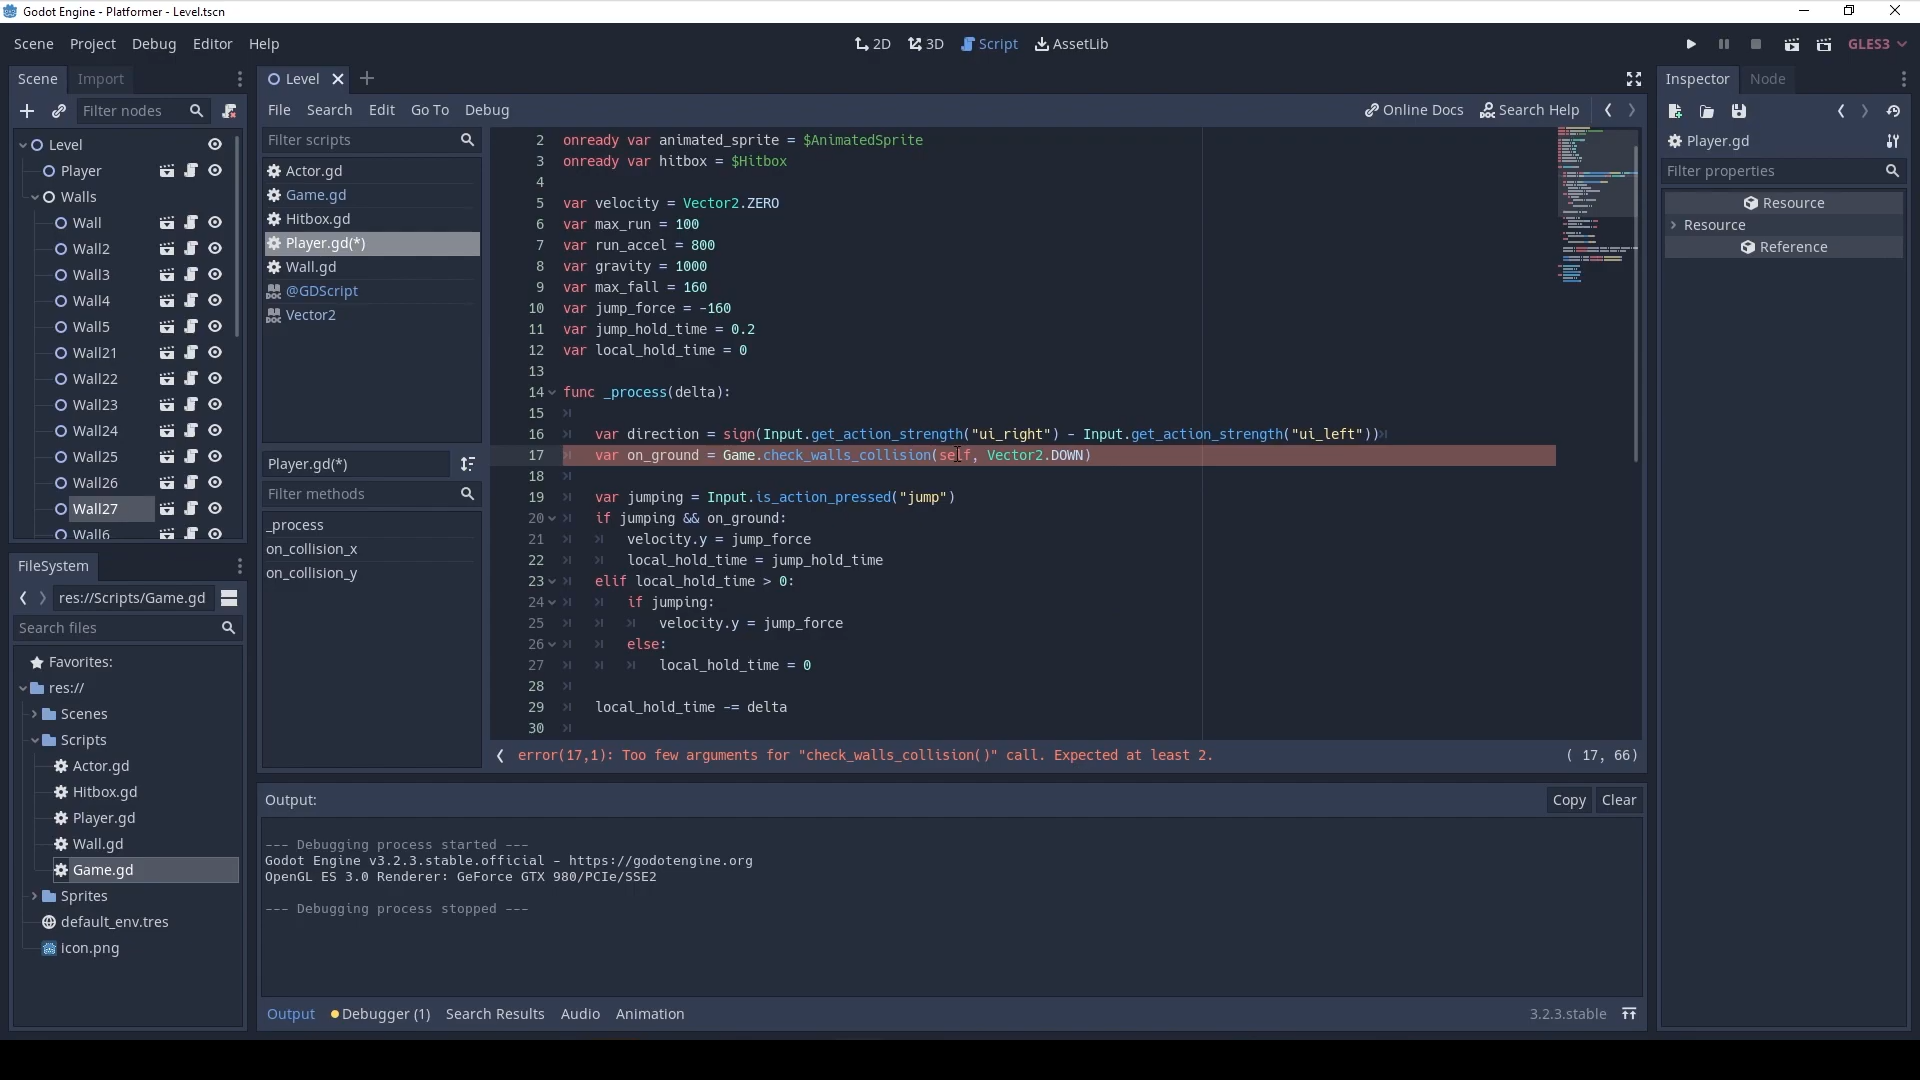 Godot Engine - Platformer - Level.tscn
Scene Project Debug Editor Help
2D 3D Script AssetLib
GLES3
Scene Import
Filter nodes
Level
Player
Walls
Wall
Wall2
Wall3
Wall4
Wall5
Wall21
Wall22
Wall23
Wall24
Wall25
Wall26
Wall27
Wall6
FileSystem
res://Scripts/Game.gd
Search files
Favorites:
res://
Scenes
Scripts
Actor.gd
Hitbox.gd
Player.gd
Wall.gd
Game.gd
Sprites
default_env.tres
icon.png
Level
File Search Edit Go To Debug
Online Docs Search Help
Filter scripts
Actor.gd
Game.gd
Hitbox.gd
Player.gd(*)
Wall.gd
@GDScript
Vector2
Player.gd(*)
Filter methods
_process
on_collision_x
on_collision_y
2 onready var animated_sprite = $AnimatedSprite
3 onready var hitbox = $Hitbox
4
5 var velocity = Vector2.ZERO
6 var max_run = 100
7 var run_accel = 800
8 var gravity = 1000
9 var max_fall = 160
10 var jump_force = -160
11 var jump_hold_time = 0.2
12 var local_hold_time = 0
13
14 func _process(delta):
15
16 var direction = sign(Input.get_action_strength("ui_right") - Input.get_action_strength("ui_left"))
17 var on_ground = Game.check_walls_collision(self, Vector2.DOWN)
18
19 var jumping = Input.is_action_pressed("jump")
20 if jumping && on_ground:
21 velocity.y = jump_force
22 local_hold_time = jump_hold_time
23 elif local_hold_time > 0:
24 if jumping:
25 velocity.y = jump_force
26 else:
27 local_hold_time = 0
28
29 local_hold_time -= delta
30
error(17,1): Too few arguments for "check_walls_collision()" call. Expected at least 2.
( 17, 66)
Output:
Copy Clear
--- Debugging process started ---
Godot Engine v3.2.3.stable.official - https://godotengine.org
OpenGL ES 3.0 Renderer: GeForce GTX 980/PCIe/SSE2
--- Debugging process stopped ---
Output Debugger (1) Search Results Audio Animation
3.2.3.stable
Inspector Node
Player.gd
Filter properties
Resource
Resource
Reference